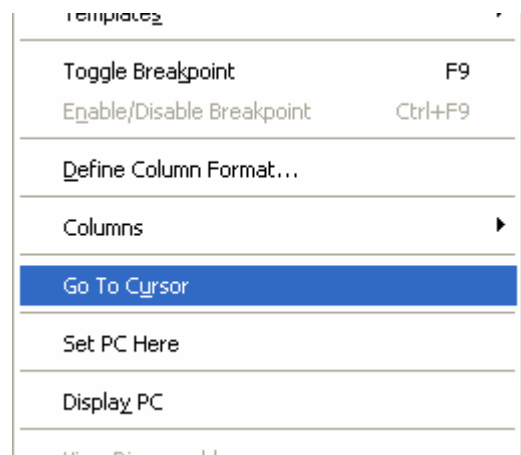 Templates
Toggle Breakpoint F9
Enable/Disable Breakpoint Ctrl+F9
Define Column Format...
Columns
Go To Cursor
Set PC Here
Display PC